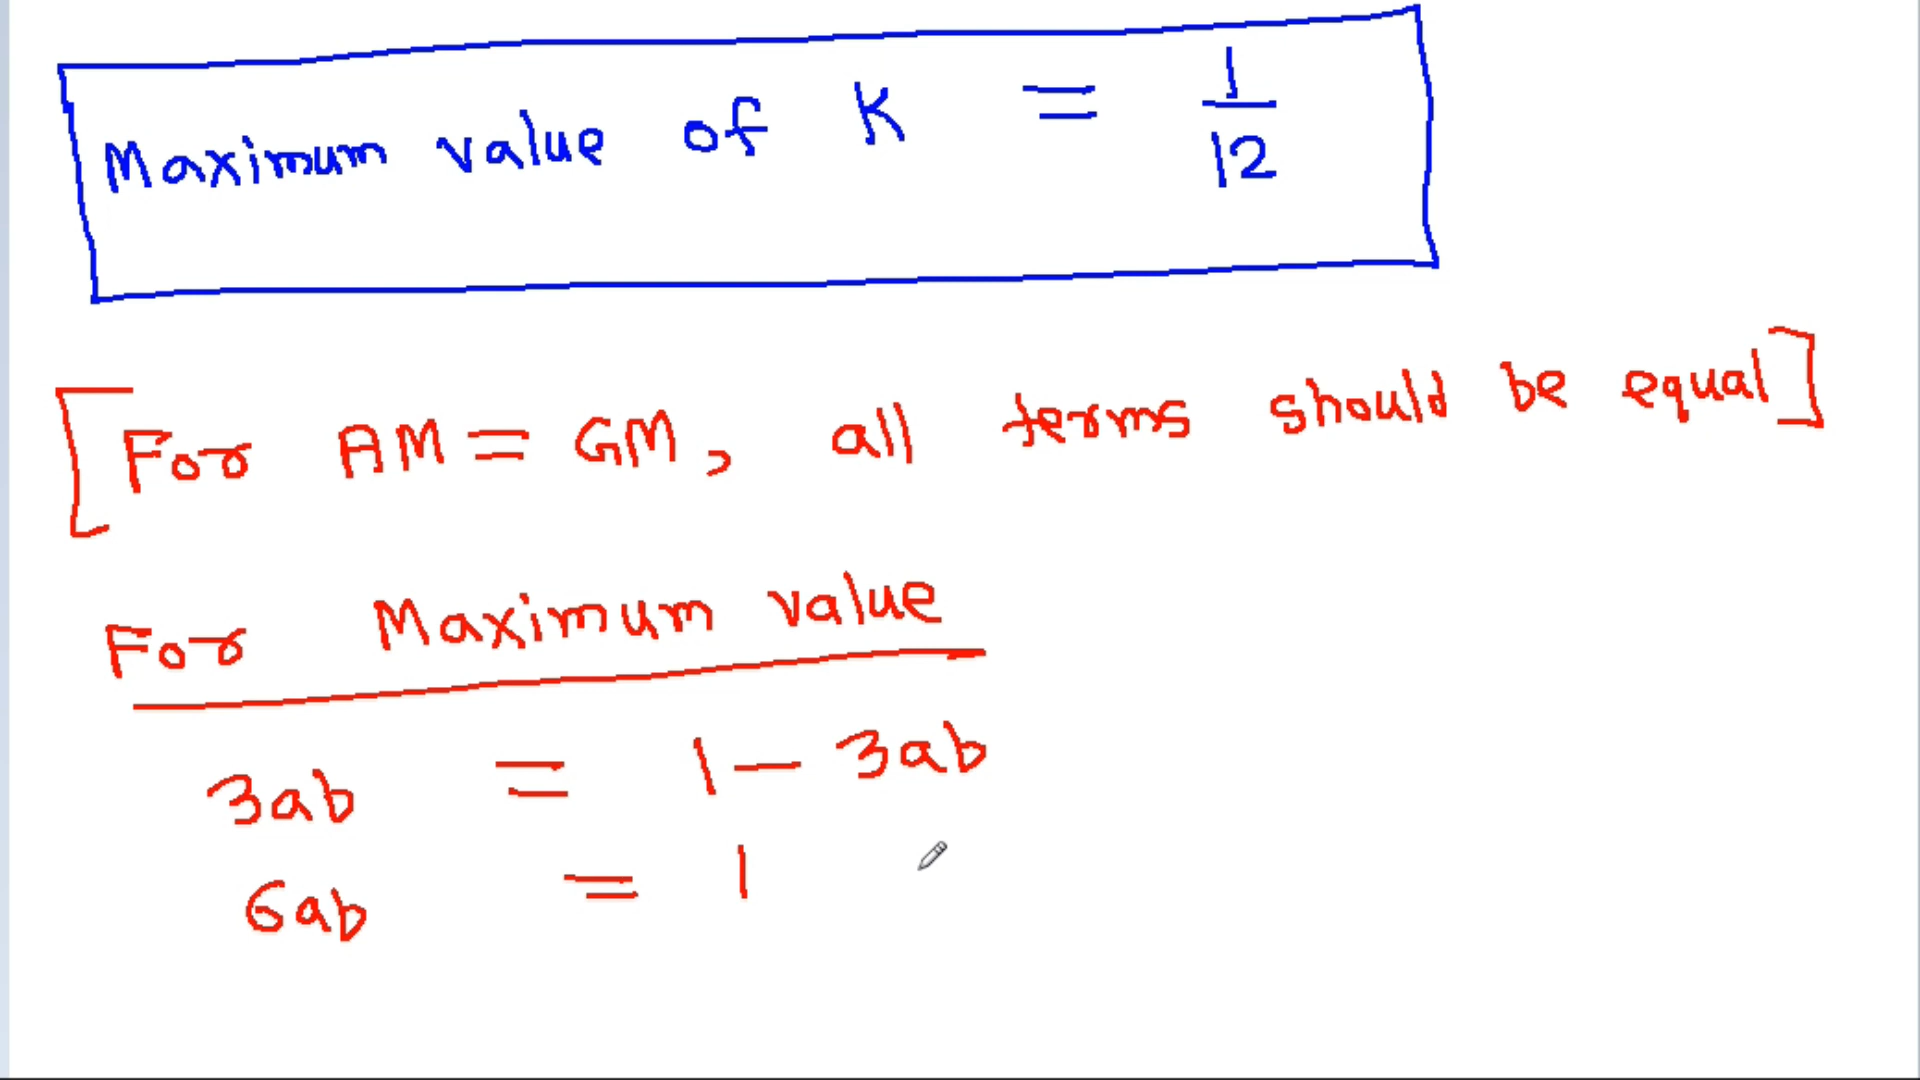 Maximum value of K = 1/12
[For AM = GM, all terms should be equal]
For Maximum value
3ab = 1 - 3ab
6ab = 1